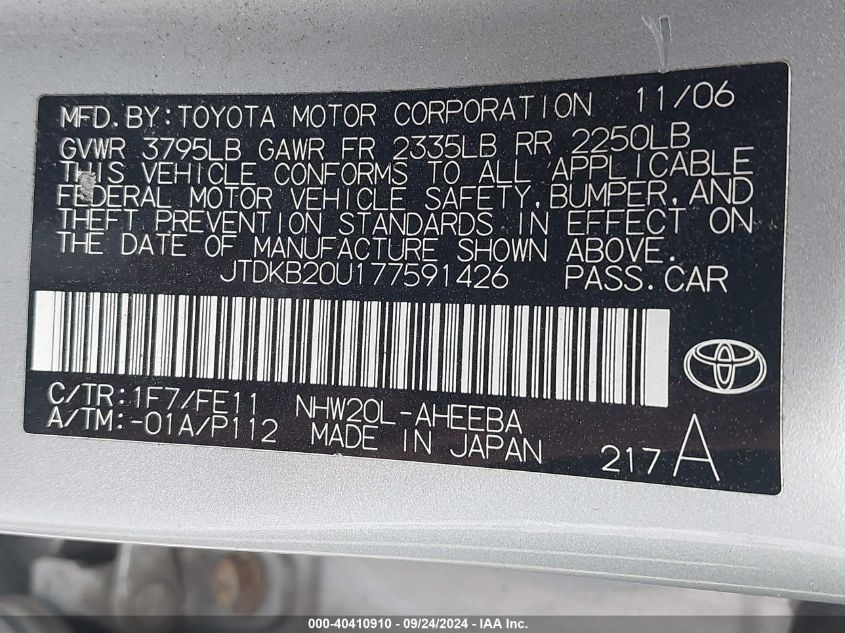 MFD.BY:TOYOTA MOTOR CORPORATION 11/06
GVWR 3795LB GAWR FR 2335LB RR 2250LB
THIS VEHICLE CONFORMS TO ALL APPLICABLE
FEDERAL MOTOR VEHICLE SAFETY,BUMPER,AND
THEFT PREVENTION STANDARDS IN EFFECT ON
THE DATE OF MANUFACTURE SHOWN ABOVE.
JTDKB20U177591426 PASS.CAR
C/TR:1F7/FE11 NHW20L-AHEEBA
A/TM:-01A/P112 MADE IN JAPAN 217 A
000-40410910 - 09/24/2024 - IAA Inc.